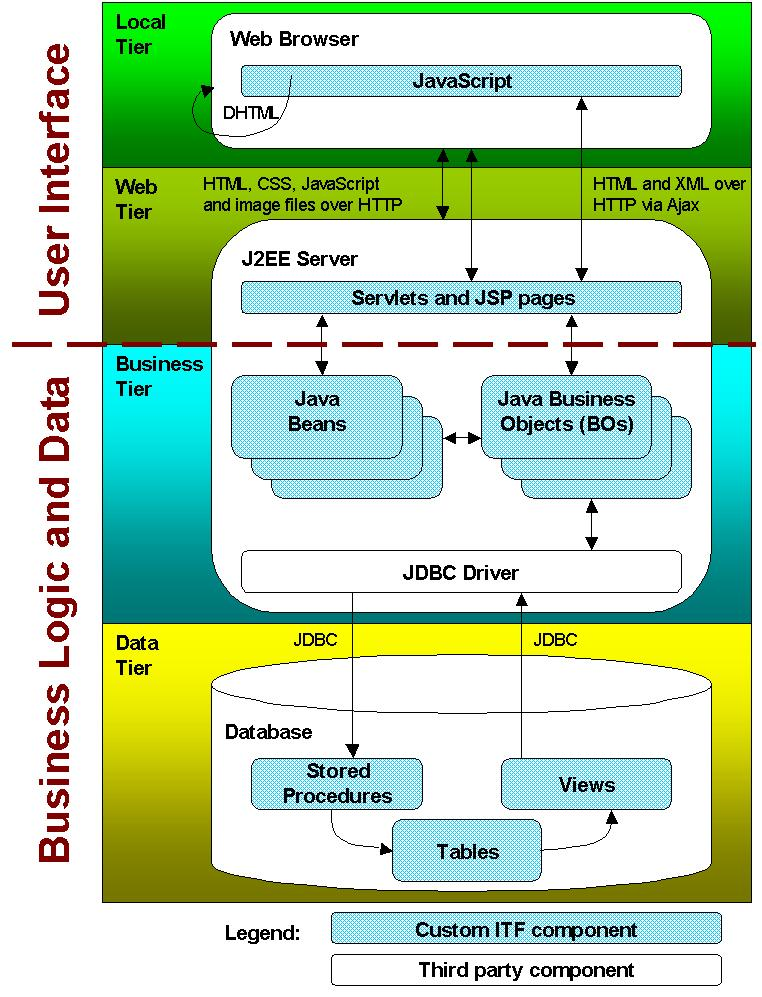 User Interface
Business Logic and Data
Local
Tier
Web Browser
JavaScript
DHTML
Web
Tier
HTML, CSS, JavaScript
and image files over HTTP
HTML and XML over
HTTP via Ajax
J2EE Server
Servlets and JSP pages
Business
Tier
Java
Beans
Java Business
Objects (BOs)
JDBC Driver
Data
Tier
JDBC
JDBC
Database
Stored
Procedures
Views
Tables
Legend:
Custom ITF component
Third party component